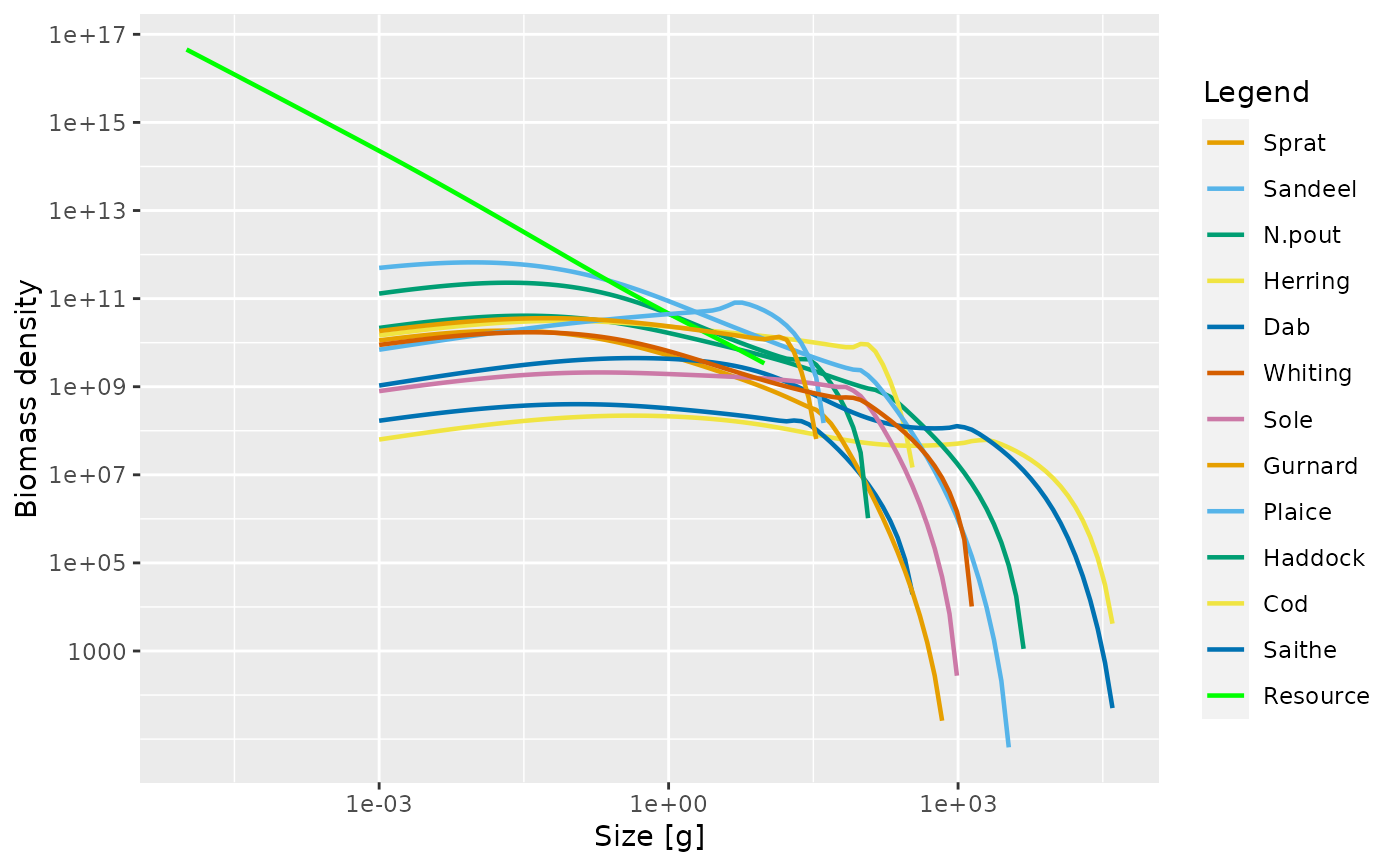 1e+17
1e+15
1e+13
1e+11
1e+09
1e+07
1e+05
1000
Biomass density
1e-03
1e+00
1e+03
Size [g]
Legend
Sprat
Sandeel
N.pout
Herring
Dab
Whiting
Sole
Gurnard
Plaice
Haddock
Cod
Saithe
Resource